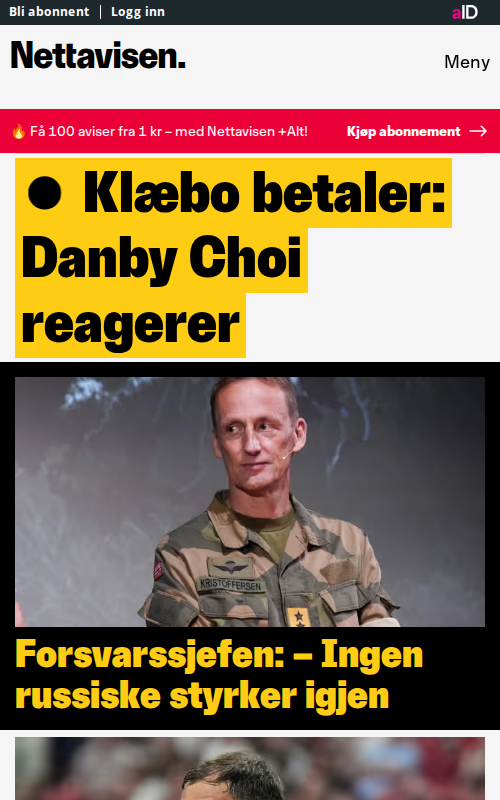 Bli abonnent | Logg inn
aID
Nettavisen.
Meny
🔥 Få 100 aviser fra 1 kr – med Nettavisen +Alt!
Kjøp abonnement →
● Klæbo betaler:
Danby Choi
reagerer
KRISTOFFERSEN
Forsvarssjefen: – Ingen
russiske styrker igjen